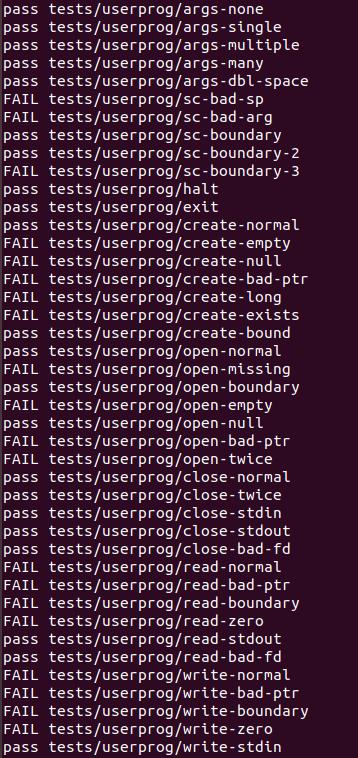 pass tests/userprog/args-none
pass tests/userprog/args-single
pass tests/userprog/args-multiple
pass tests/userprog/args-many
pass tests/userprog/args-dbl-space
FAIL tests/userprog/sc-bad-sp
FAIL tests/userprog/sc-bad-arg
pass tests/userprog/sc-boundary
pass tests/userprog/sc-boundary-2
FAIL tests/userprog/sc-boundary-3
pass tests/userprog/halt
pass tests/userprog/exit
pass tests/userprog/create-normal
FAIL tests/userprog/create-empty
FAIL tests/userprog/create-null
FAIL tests/userprog/create-bad-ptr
FAIL tests/userprog/create-long
FAIL tests/userprog/create-exists
pass tests/userprog/create-bound
pass tests/userprog/open-normal
FAIL tests/userprog/open-missing
pass tests/userprog/open-boundary
FAIL tests/userprog/open-empty
pass tests/userprog/open-null
FAIL tests/userprog/open-bad-ptr
FAIL tests/userprog/open-twice
pass tests/userprog/close-normal
pass tests/userprog/close-twice
pass tests/userprog/close-stdin
pass tests/userprog/close-stdout
pass tests/userprog/close-bad-fd
FAIL tests/userprog/read-normal
FAIL tests/userprog/read-bad-ptr
FAIL tests/userprog/read-boundary
FAIL tests/userprog/read-zero
pass tests/userprog/read-stdout
pass tests/userprog/read-bad-fd
FAIL tests/userprog/write-normal
FAIL tests/userprog/write-bad-ptr
FAIL tests/userprog/write-boundary
FAIL tests/userprog/write-zero
pass tests/userprog/write-stdin